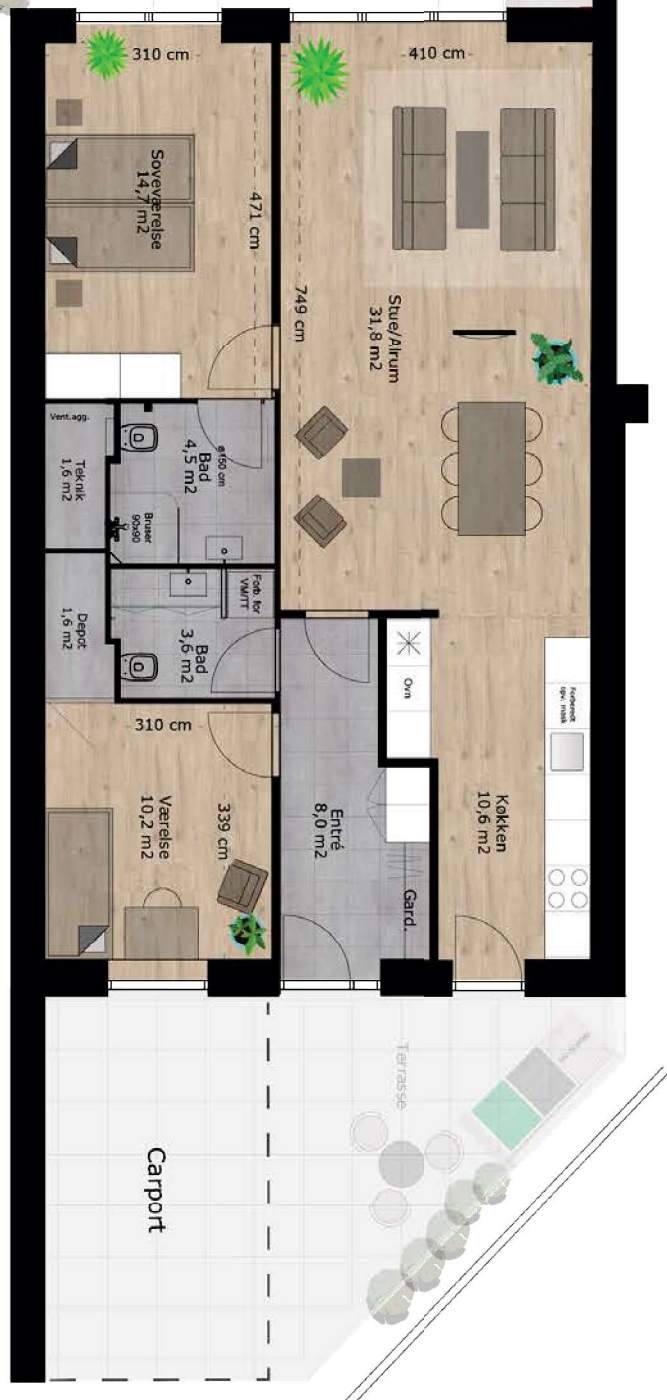 310 cm
410 cm
Soveværelse
14,7 m2
471 cm
749 cm
Stue/Alrum
31,8 m2
Vent.agg.
Teknik
1,6 m2
Bad
4,5 m2
ø150 cm
Bruser
90x90
Forb. for
VM/TT
Depot
1,6 m2
Bad
3,6 m2
Ovn
Forberedt
opv. mask
310 cm
Værelse
10,2 m2
339 cm
Entré
8,0 m2
Gard.
Køkken
10,6 m2
Terrasse
Carport